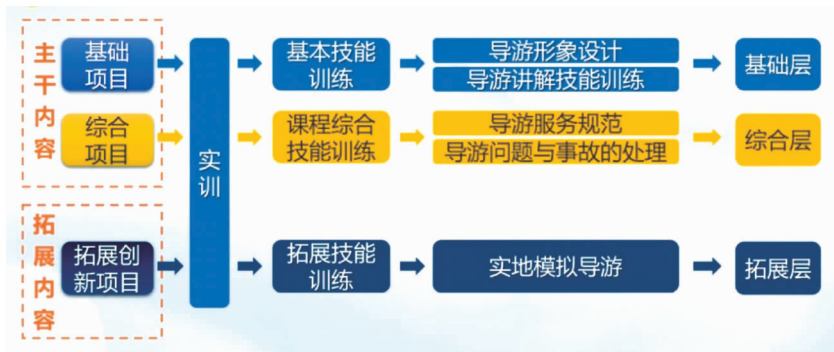 主干内容
基础
项目
综合
项目
拓展内容
拓展创
新项目
实训
基本技能
训练
导游形象设计
导游讲解技能训练
基础层
课程综合
技能训练
导游服务规范
导游问题与事故的处理
综合层
拓展技能
训练
实地模拟导游
拓展层